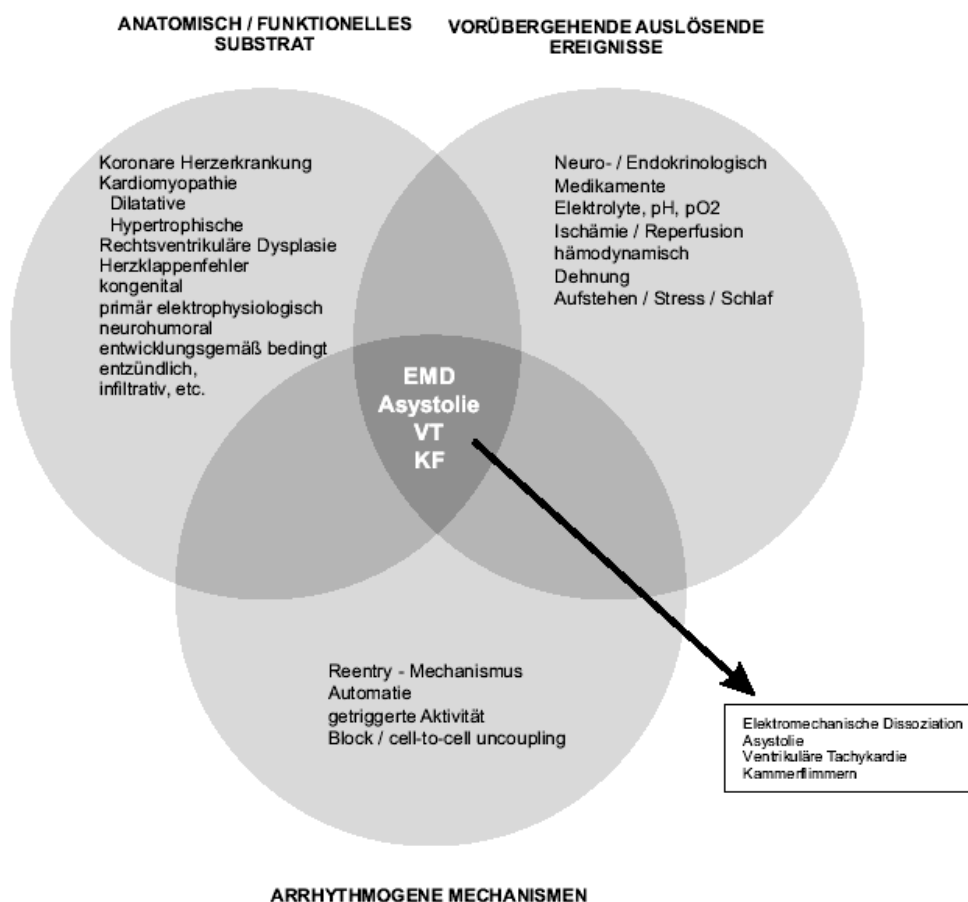 ANATOMISCH / FUNKTIONELLES
SUBSTRAT
VORÜBERGEHENDE AUSLÖSENDE
EREIGNISSE
Koronare Herzerkrankung
Kardiomyopathie
Dilatative
Hypertrophische
Rechtsventrikuläre Dysplasie
Herzklappenfehler
kongenital
primär elektrophysiologisch
neurohumoral
entwicklungsgemäß bedingt
entzündlich,
infiltrativ, etc.
Neuro- / Endokrinologisch
Medikamente
Elektrolyte, pH, pO2
Ischämie / Reperfusion
hämodynamisch
Dehnung
Aufstehen / Stress / Schlaf
EMD
Asystolie
VT
KF
Reentry - Mechanismus
Automatie
getriggerte Aktivität
Block / cell-to-cell uncoupling
Elektromechanische Dissoziation
Asystolie
Ventrikuläre Tachykardie
Kammerflimmern
ARRHYTHMOGENE MECHANISMEN